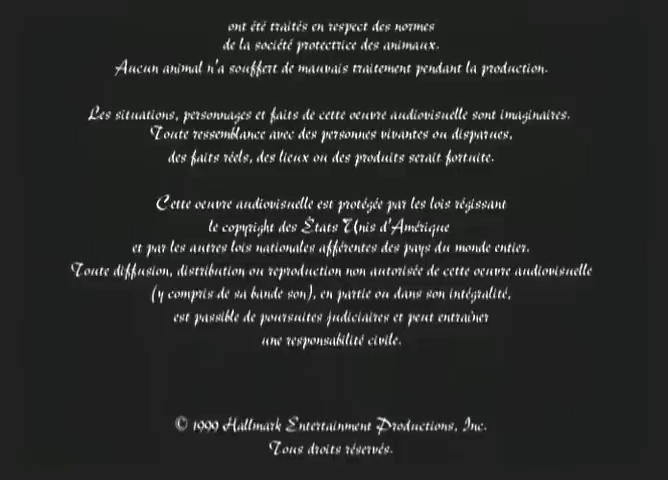 ont été traités en respect des normes
de la société protectrice des animaux.
Aucun animal n'a souffert de mauvais traitement pendant la production.
Les situations, personnages et faits de cette oeuvre audiovisuelle sont imaginaires.
Toute ressemblance avec des personnes vivantes ou disparues,
des faits réels, des lieux ou des produits serait fortuite.
Cette oeuvre audiovisuelle est protégée par les lois régissant
le copyright des États Unis d'Amérique
et par les autres lois nationales afférentes des pays du monde entier.
Toute diffusion, distribution ou reproduction non autorisée de cette oeuvre audiovisuelle
(y compris de sa bande son), en partie ou dans son intégralité,
est passible de poursuites judiciaires et peut entraîner
une responsabilité civile.
© 1999 Hallmark Entertainment Productions, Inc.
Tous droits réservés.